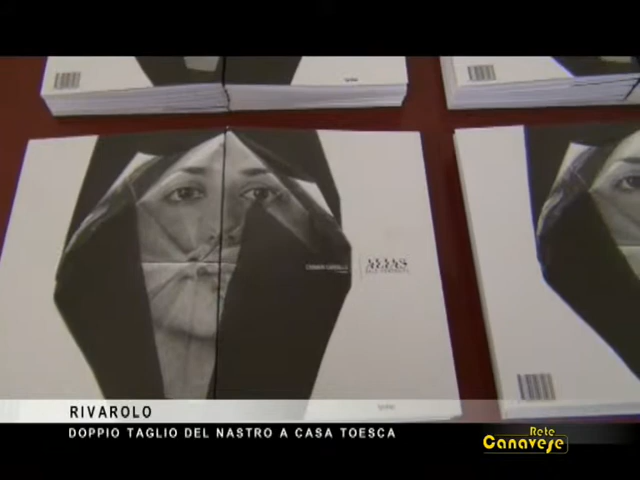 RIVAROLO
DOPPIO TAGLIO DEL NASTRO A CASA TOESCA
Rete
Canavese